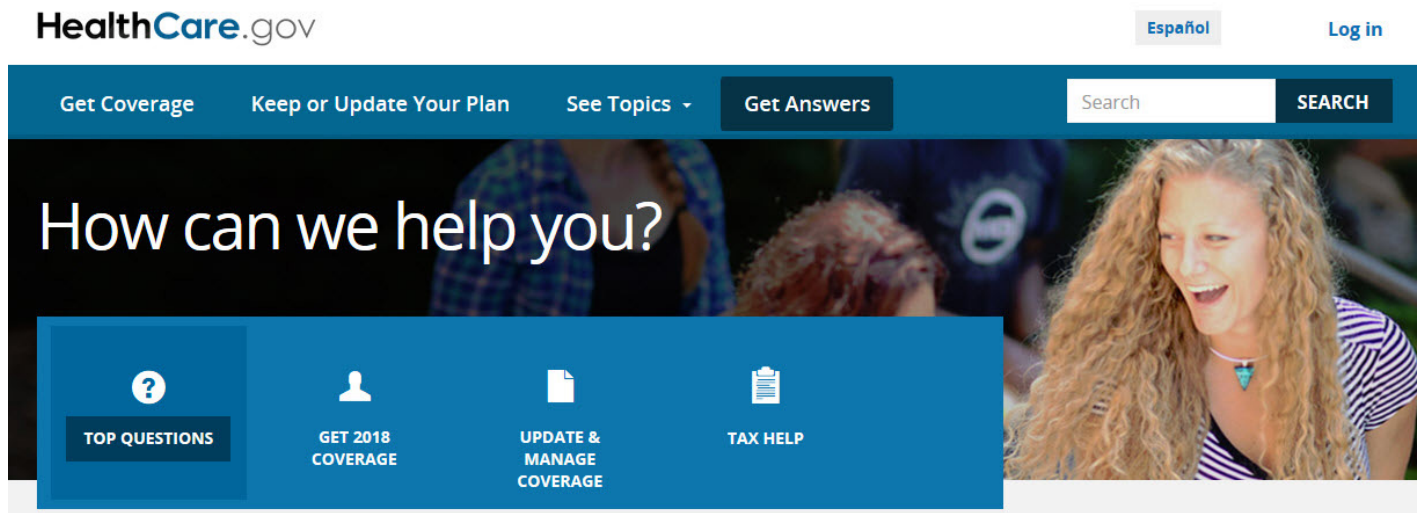 HealthCare.gov
Español
Log in
Get Coverage
Keep or Update Your Plan
See Topics
Get Answers
Search
SEARCH
How can we help you?
?
TOP QUESTIONS
GET 2018
COVERAGE
UPDATE &
MANAGE
COVERAGE
TAX HELP